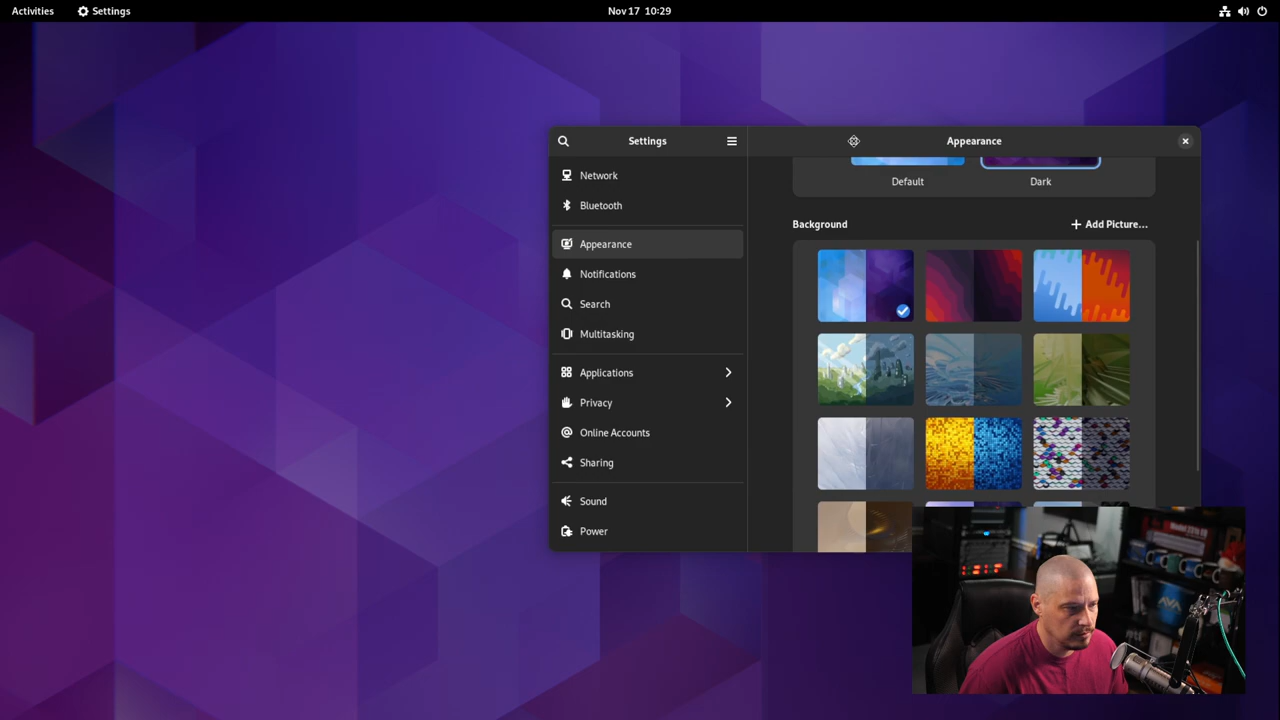 Activities
Settings
Nov 17 10:29
Settings
Appearance
Network
Bluetooth
Appearance
Notifications
Search
Multitasking
Applications
Privacy
Online Accounts
Sharing
Sound
Power
Default
Dark
Background
Add Picture...
AVA